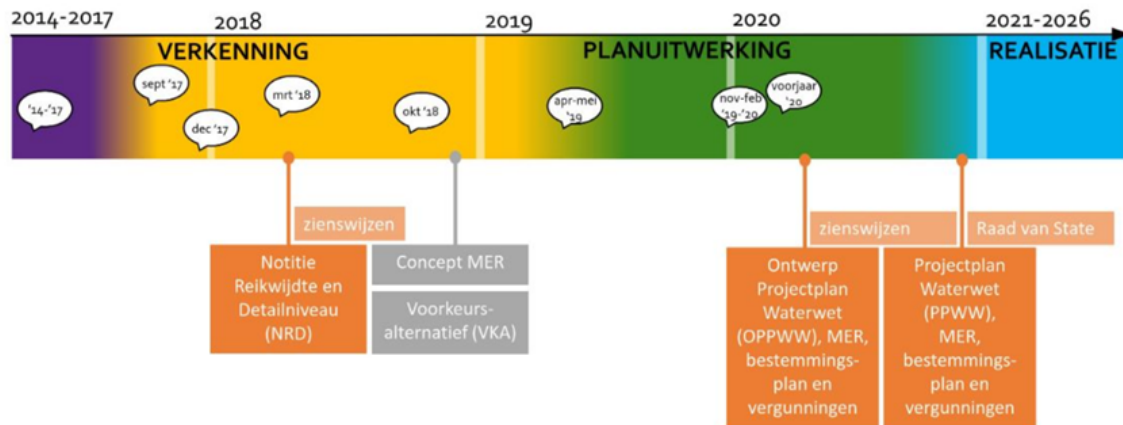 2014-2017
2018
2019
2020
2021-2026
VERKENNING
PLANUITWERKING
REALISATIE
'14-'17
sept '17
dec '17
mrt '18
okt '18
apr-mei
'19
nov-feb
'19-'20
voorjaar
'20
zienswijzen
Notitie
Reikwijdte en
Detailniveau
(NRD)
Concept MER
Voorkeurs-
alternatief (VKA)
zienswijzen
Ontwerp
Projectplan
Waterwet
(OPPWW), MER,
bestemmings-
plan en
vergunningen
Raad van State
Projectplan
Waterwet
(PPWW),
MER,
bestemmings-
plan en
vergunningen